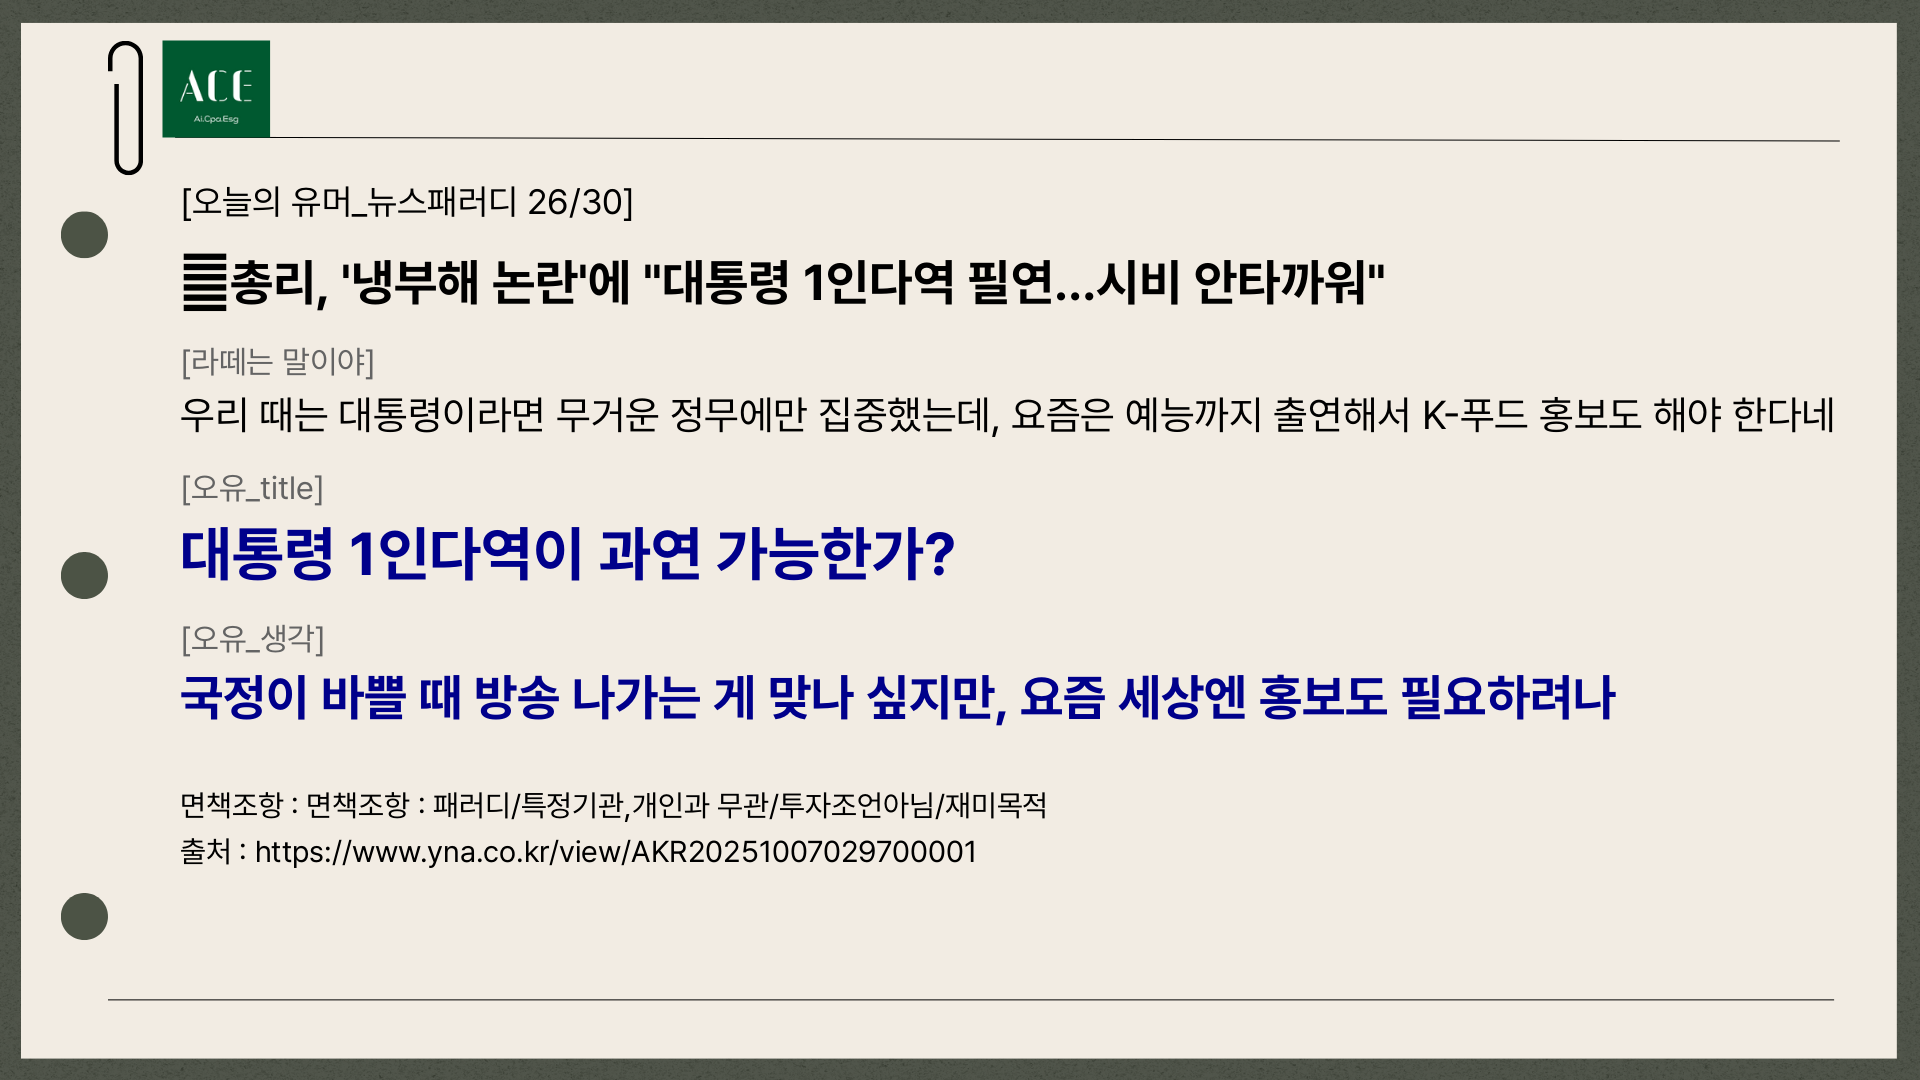 ACE
Ai.Cpa.Esg
[오늘의 유머_뉴스패러디 26/30]
총리, '냉부해 논란'에 "대통령 1인다역 필연...시비 안타까워"
[라떼는 말이야]
우리 때는 대통령이라면 무거운 정무에만 집중했는데, 요즘은 예능까지 출연해서 K-푸드 홍보도 해야 한다네
[오유_title]
대통령 1인다역이 과연 가능한가?
[오유_생각]
국정이 바쁠 때 방송 나가는 게 맞나 싶지만, 요즘 세상엔 홍보도 필요하려나
면책조항 : 면책조항 : 패러디/특정기관,개인과 무관/투자조언아님/재미목적
출처 : https://www.yna.co.kr/view/AKR20251007029700001